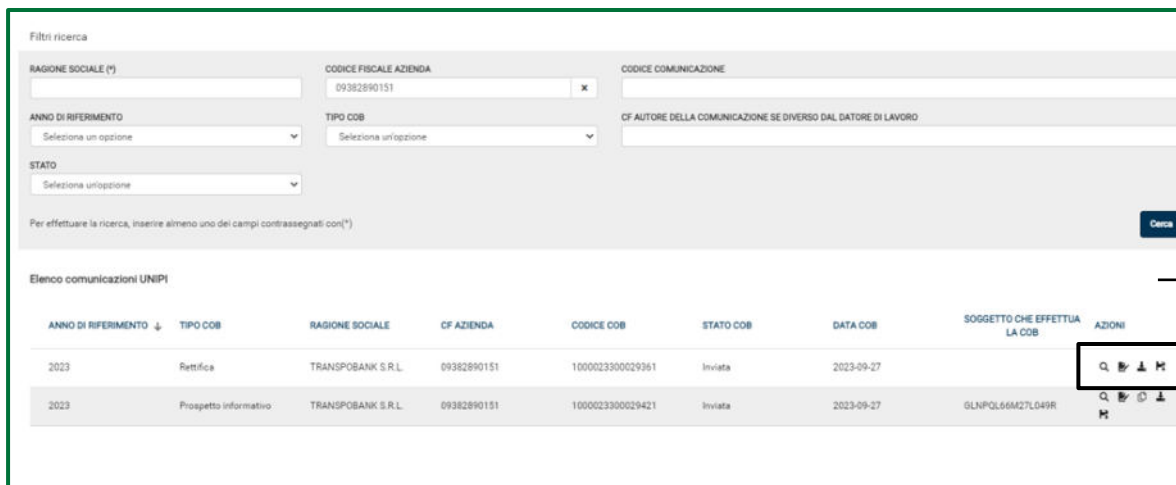 Filtri ricerca
RAGIONE SOCIALE (*) CODICE FISCALE AZIENDA CODICE COMUNICAZIONE
09382890151 x
ANNO DI RIFERIMENTO TIPO COB CF AUTORE DELLA COMUNICAZIONE SE DIVERSO DAL DATORE DI LAVORO
Seleziona un opzione Seleziona un'opzione
STATO
Seleziona un'opzione
Per effettuare la ricerca, inserire almeno uno dei campi contrassegnati con(*) Cerca
Elenco comunicazioni UNIPI
ANNO DI RIFERIMENTO ↓ TIPO COB RAGIONE SOCIALE CF AZIENDA CODICE COB STATO COB DATA COB SOGGETTO CHE EFFETTUA LA COB AZIONI
2023 Rettifica TRANSPOBANK S.R.L. 09382890151 1000023300029361 Inviata 2023-09-27
2023 Prospetto informativo TRANSPOBANK S.R.L. 09382890151 1000023300029421 Inviata 2023-09-27 GLNPQL66M27L049R